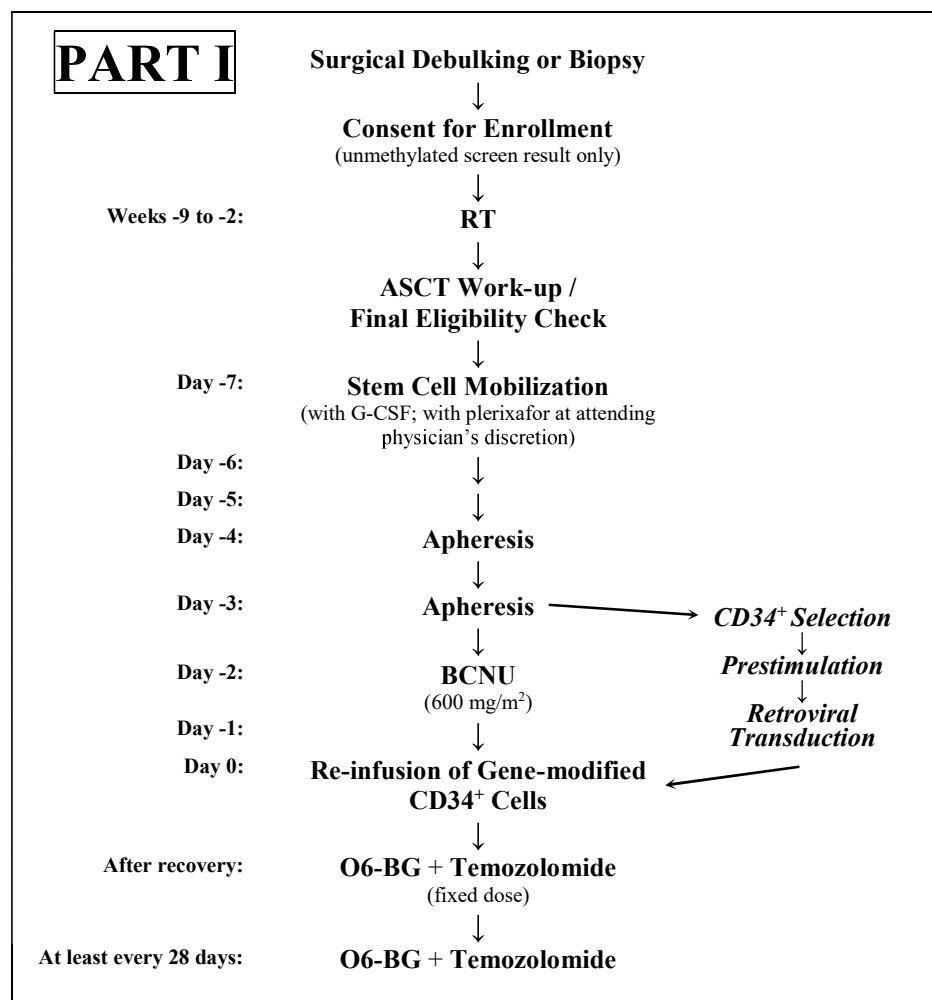 PART I
Surgical Debulking or Biopsy
↓
Consent for Enrollment
(unmethylated screen result only)
↓
Weeks -9 to -2: RT
↓
ASCT Work-up /
Final Eligibility Check
↓
Day -7: Stem Cell Mobilization
(with G-CSF; with plerixafor at attending
physician’s discretion)
Day -6: ↓
Day -5: ↓
Day -4: Apheresis
↓
Day -3: Apheresis
CD34⁺ Selection
↓
Prestimulation
↓
Retroviral
Transduction
↓
Day -2: BCNU
(600 mg/m²)
Day -1: ↓
Day 0: Re-infusion of Gene-modified
CD34⁺ Cells
↓
After recovery: O6-BG + Temozolomide
(fixed dose)
↓
At least every 28 days: O6-BG + Temozolomide